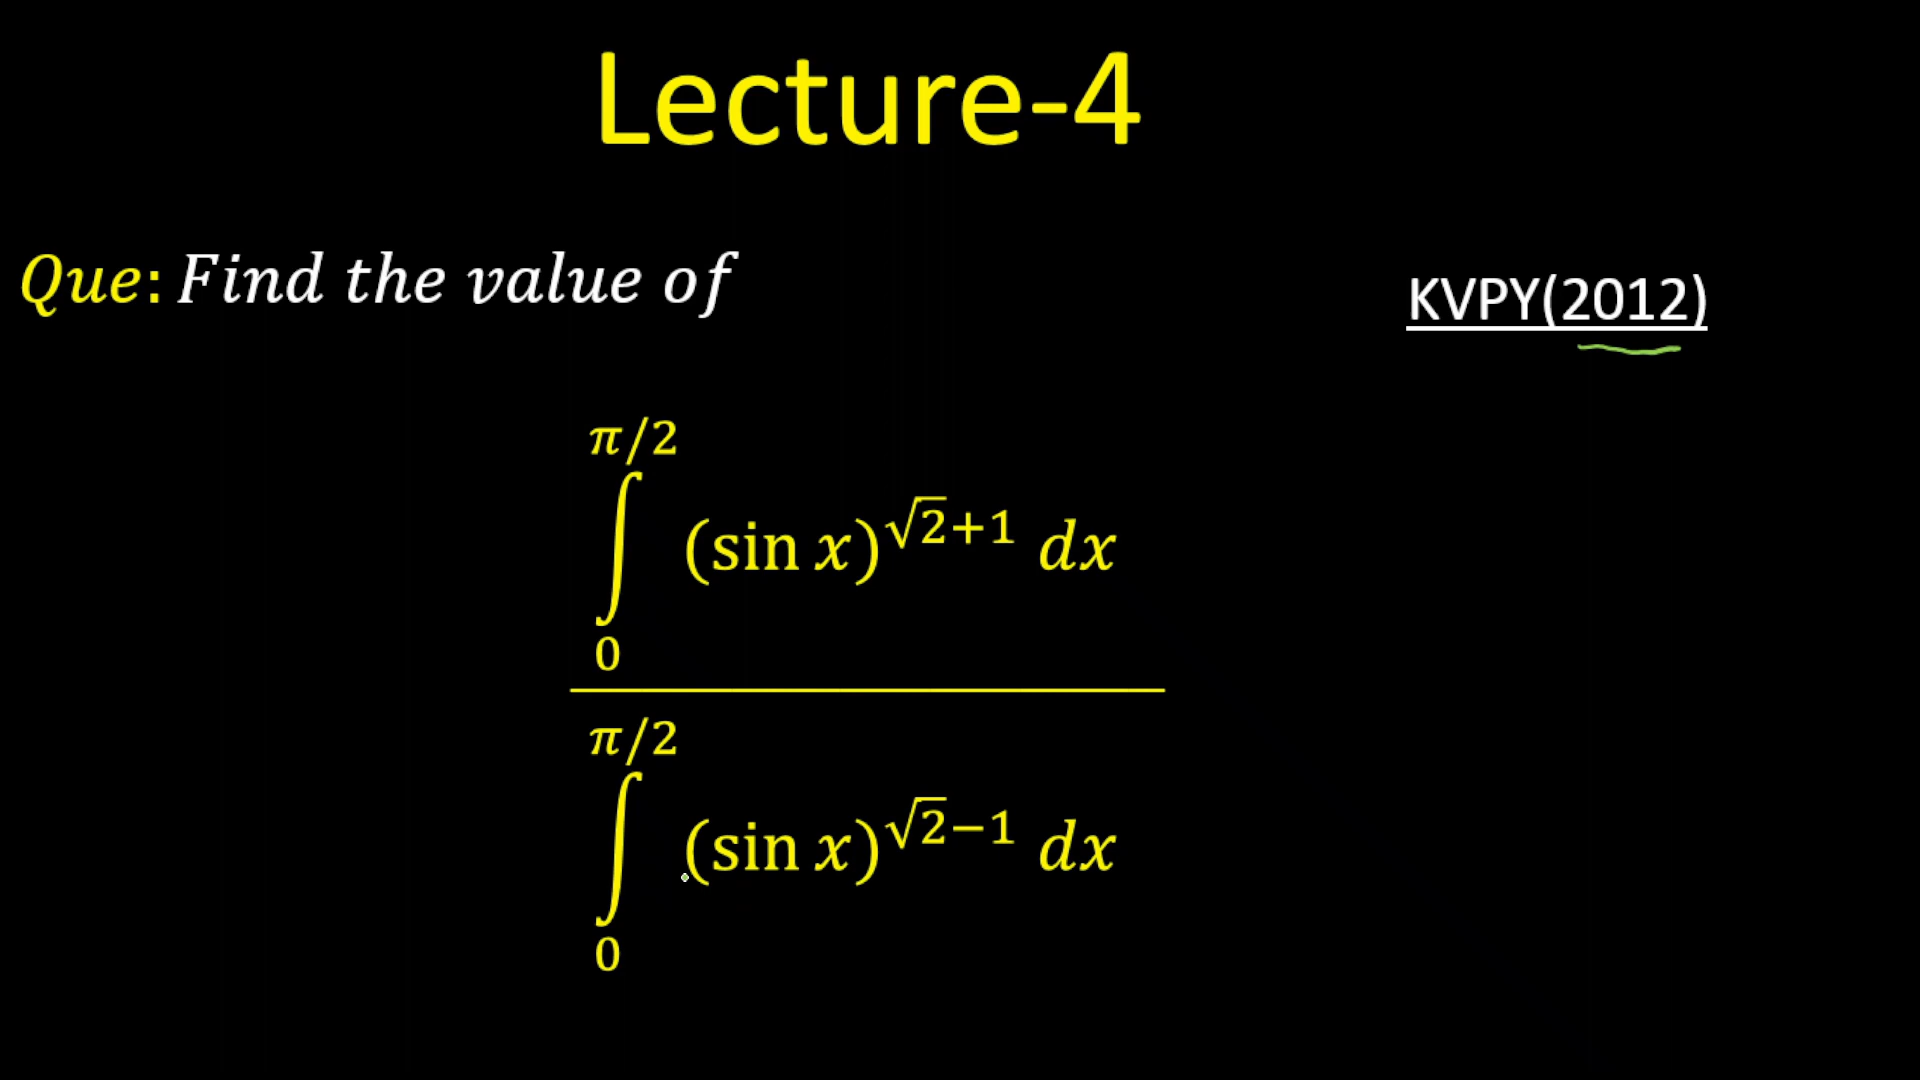 Lecture-4
Que: Find the value of
KVPY(2012)
π/2
∫ (sin x)^{√2+1} dx
0
π/2
∫ (sin x)^{√2−1} dx
0